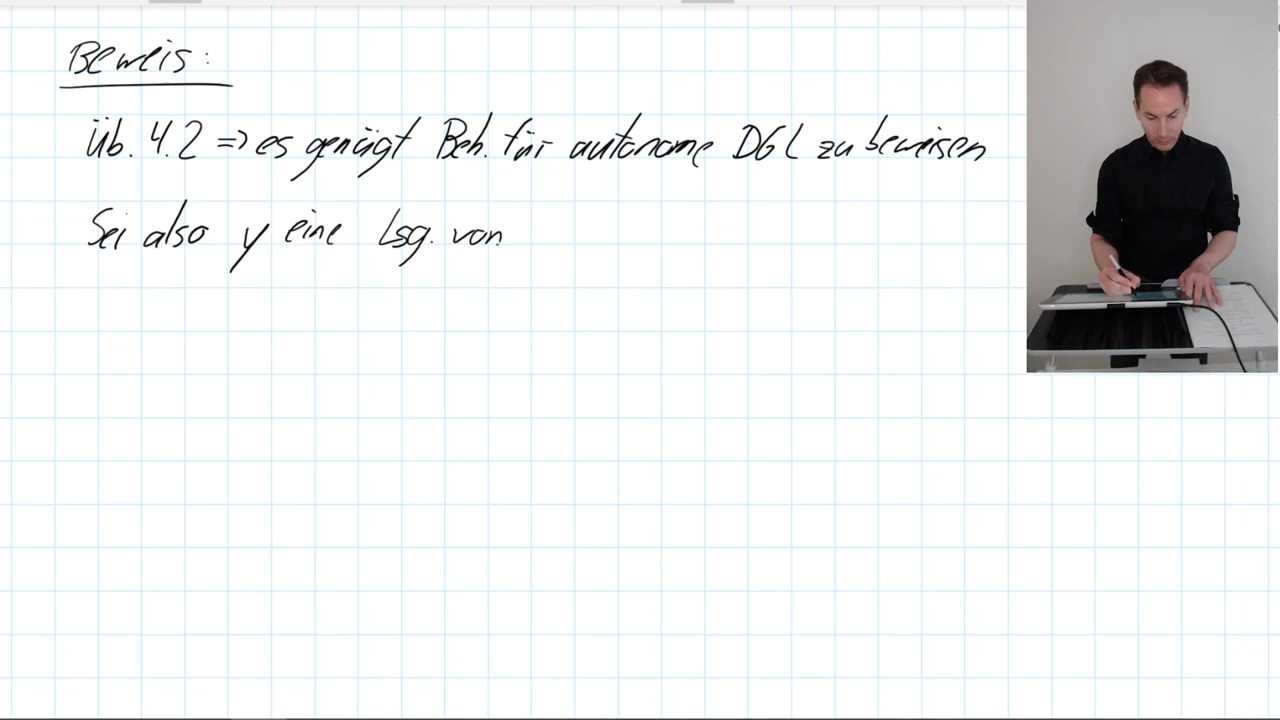 Beweis:
Üb. 4.2 => es genügt Beh. für autonome DGL zu beweisen
Sei also y eine Lsg. von